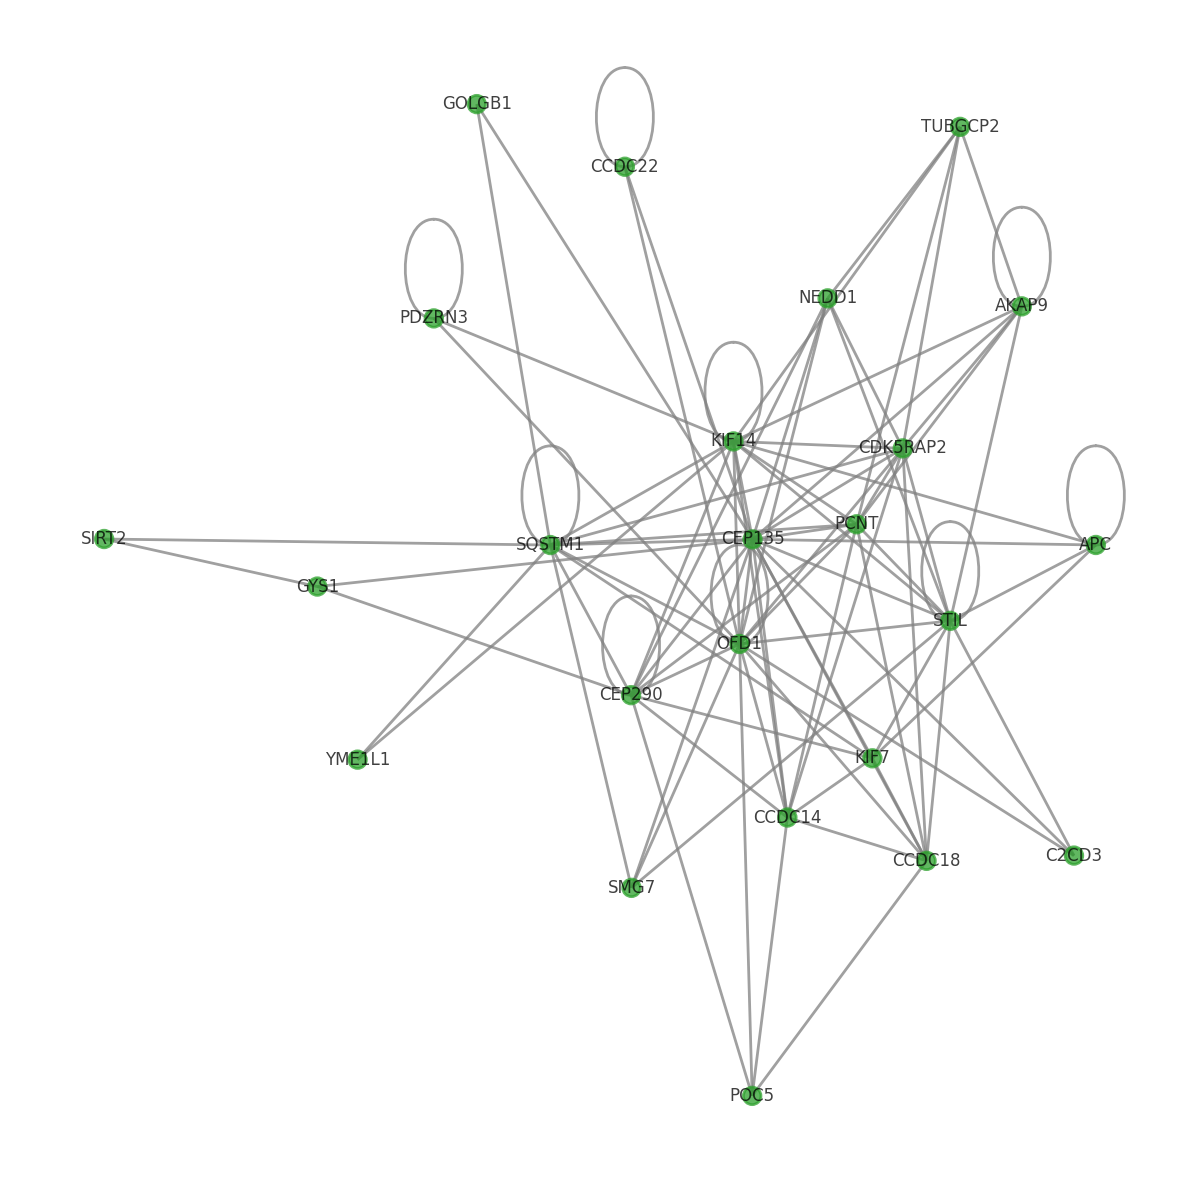 GOLGB1
TUBGCP2
CCDC22
NEDD1
AKAP9
PDZRN3
KIF14
CDK5RAP2
PCNT
SIRT2
CEP135
SQSTM1
APC
GYS1
STIL
OFD1
CEP290
KIF7
YME1L1
CCDC14
C2CD3
CCDC18
SMG7
POC5